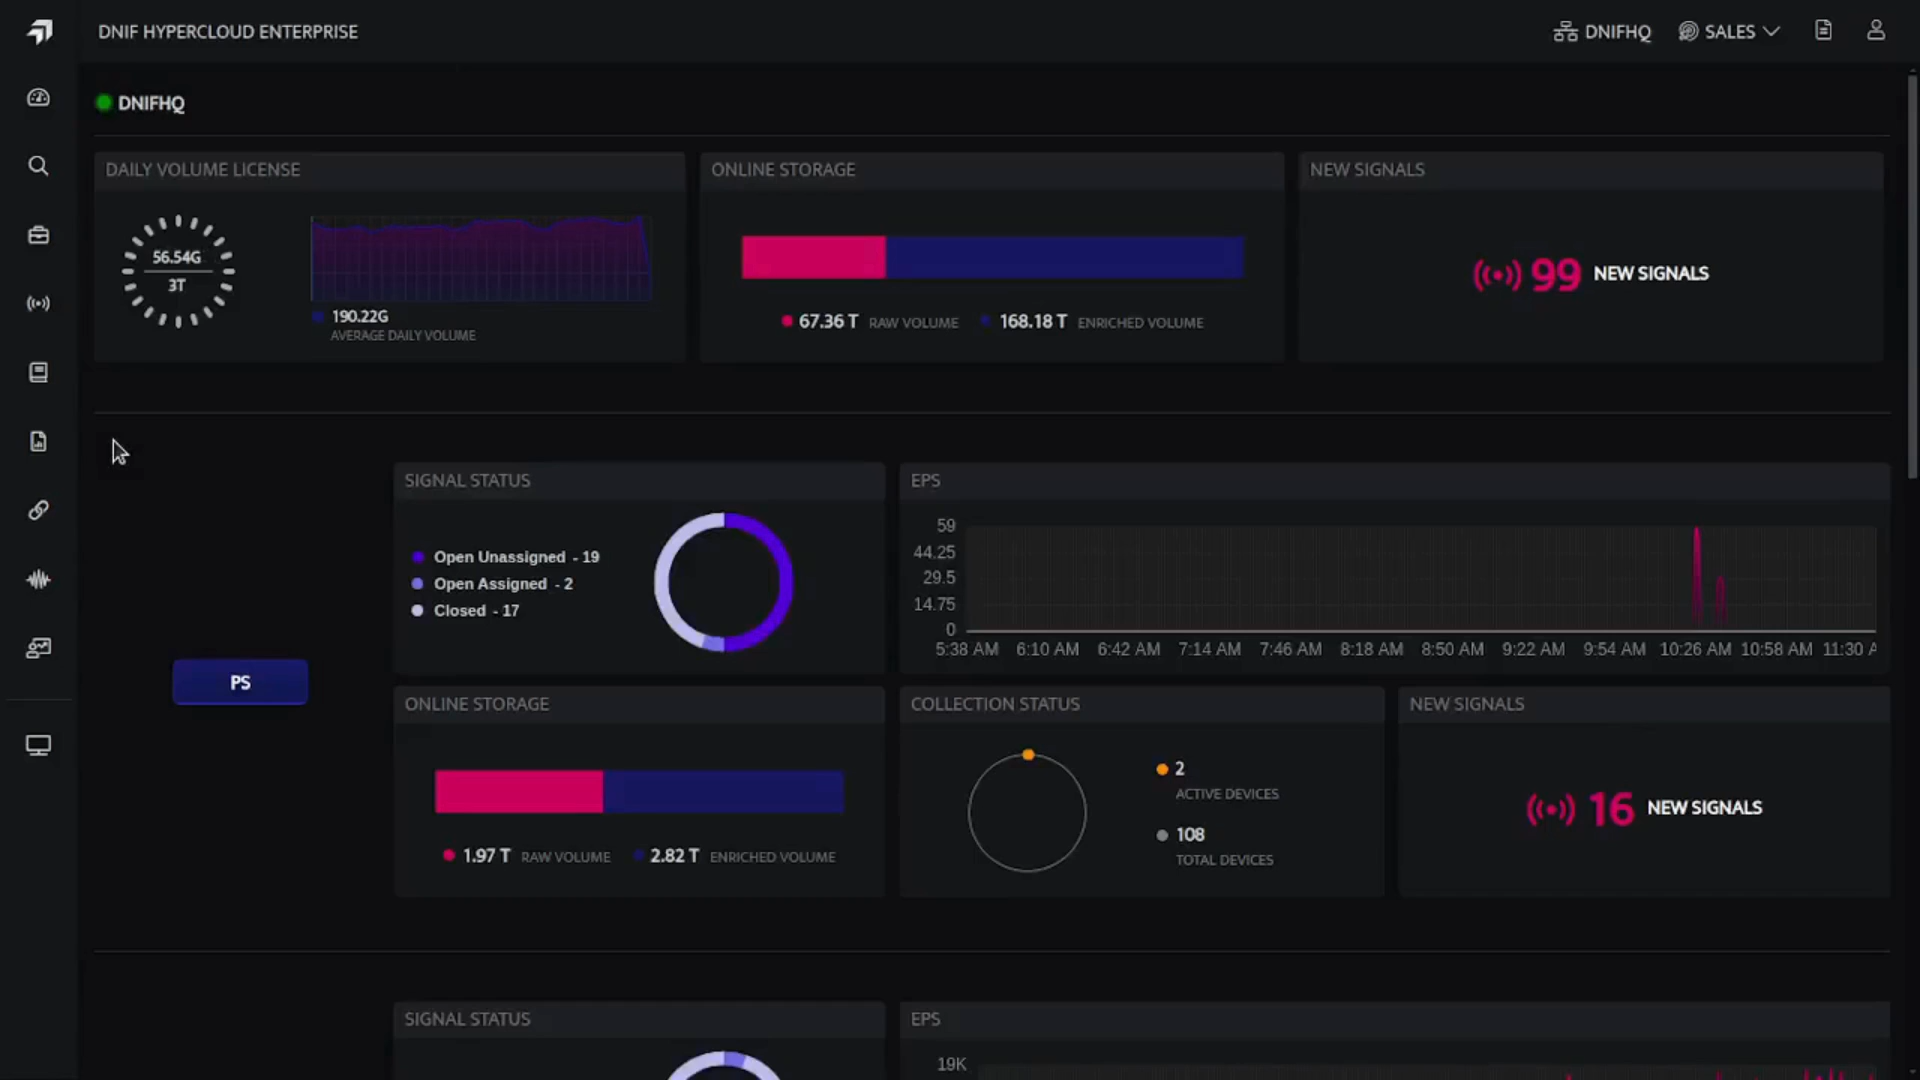 DNIF HYPERCLOUD ENTERPRISE
DNIFHQ
SALES
DNIFHQ
DAILY VOLUME LICENSE
56.54G
3T
190.22G
AVERAGE DAILY VOLUME
ONLINE STORAGE
67.36 T RAW VOLUME 168.18 T ENRICHED VOLUME
NEW SIGNALS
99 NEW SIGNALS
PS
SIGNAL STATUS
Open Unassigned - 19
Open Assigned - 2
Closed - 17
EPS
59
44.25
29.5
14.75
0
5:38 AM 6:10 AM 6:42 AM 7:14 AM 7:46 AM 8:18 AM 8:50 AM 9:22 AM 9:54 AM 10:26 AM 10:58 AM 11:30 A
ONLINE STORAGE
1.97 T RAW VOLUME 2.82 T ENRICHED VOLUME
COLLECTION STATUS
2
ACTIVE DEVICES
108
TOTAL DEVICES
NEW SIGNALS
16 NEW SIGNALS
SIGNAL STATUS
EPS
19K